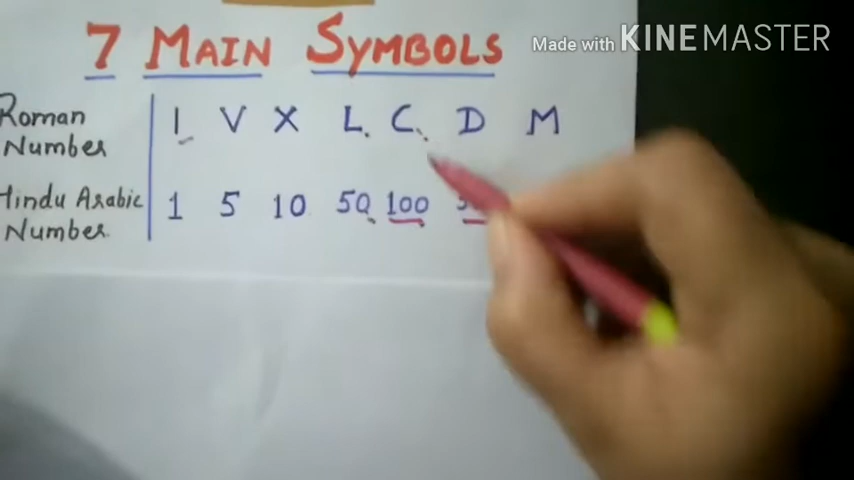 7 MAIN SYMBOLS
Made with KINEMASTER
Roman Number I V X L C D M
Hindu Arabic Number 1 5 10 50 100